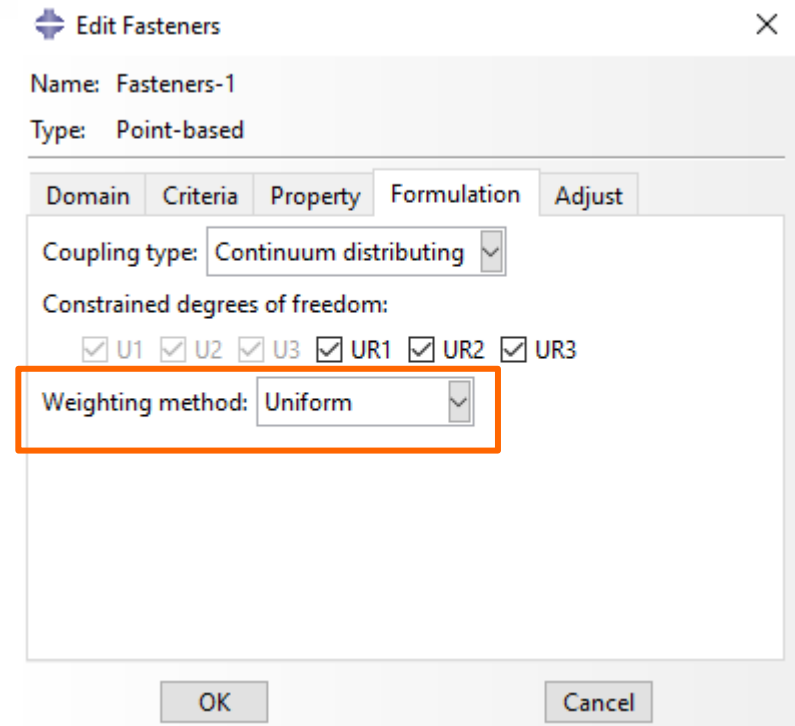 Edit Fasteners
Name: Fasteners-1
Type: Point-based
Domain Criteria Property Formulation Adjust
Coupling type: Continuum distributing
Constrained degrees of freedom:
U1 U2 U3 UR1 UR2 UR3
Weighting method: Uniform
OK Cancel